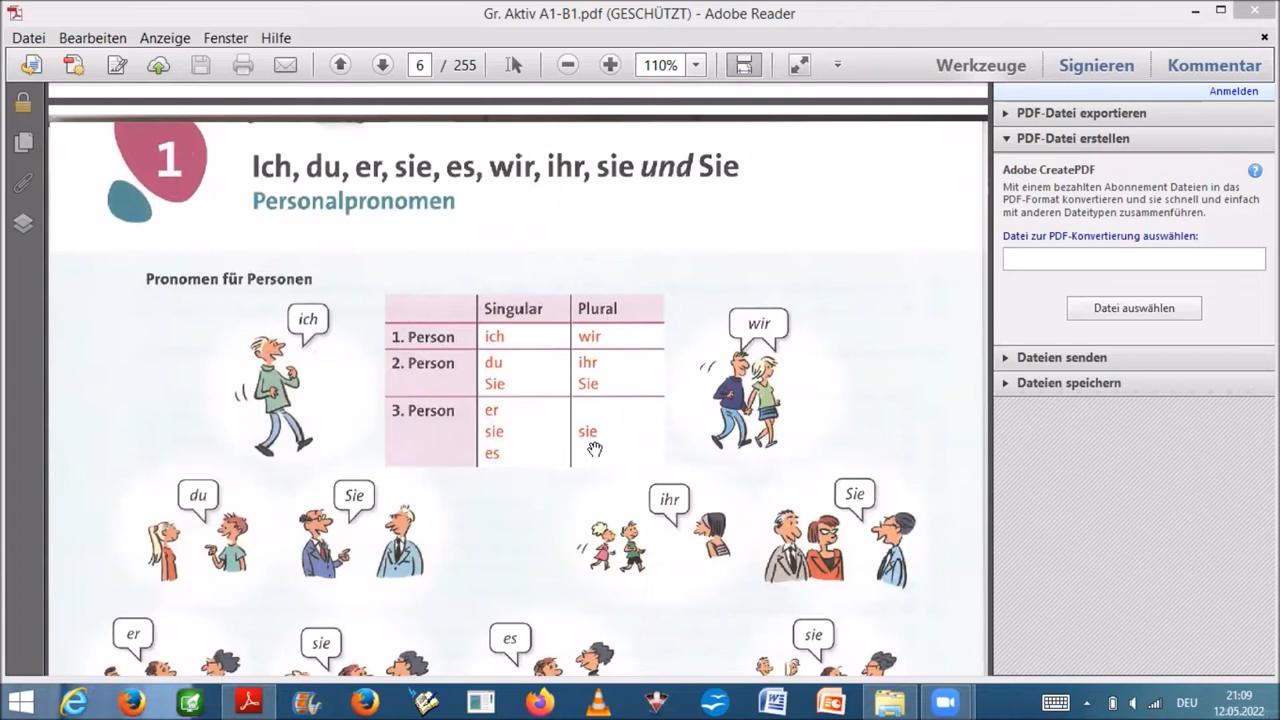 Gr. Aktiv A1-B1.pdf (GESCHÜTZT) - Adobe Reader
Datei Bearbeiten Anzeige Fenster Hilfe
6 / 255 110% Werkzeuge Signieren Kommentar
Anmelden
PDF-Datei exportieren
PDF-Datei erstellen
Adobe CreatePDF
Mit einem bezahlten Abonnement Dateien in das
PDF-Format konvertieren und sie schnell und einfach
mit anderen Dateitypen zusammenführen.
Datei zur PDF-Konvertierung auswählen:
Datei auswählen
Dateien senden
Dateien speichern
1
Ich, du, er, sie, es, wir, ihr, sie und Sie
Personalpronomen
Pronomen für Personen
ich
Singular Plural
1. Person ich wir
2. Person du ihr
Sie Sie
3. Person er
sie sie
es
wir
du Sie ihr Sie
er sie es sie
DEU
21:09
12.05.2022